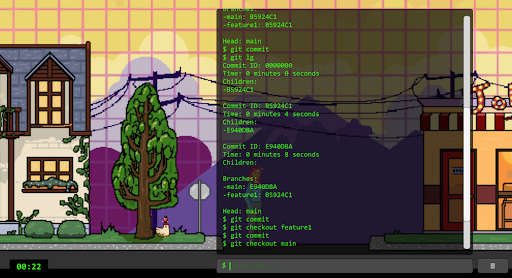 Branches:
-main: B5924C1
-feature1: B5924C1
Head: main
$ git commit
$ git lg
Commit ID: 0000000
Time: 0 minutes 0 seconds
Children:
-B5924C1
Commit ID: B5924C1
Time: 0 minutes 4 seconds
Children:
-E940DBA
Commit ID: E940DBA
Time: 0 minutes 8 seconds
Children:
Branches:
-main: E940DBA
-feature1: B5924C1
Head: main
$ git commit
$ git checkout feature1
$ git commit
$ git checkout main
00:22
$